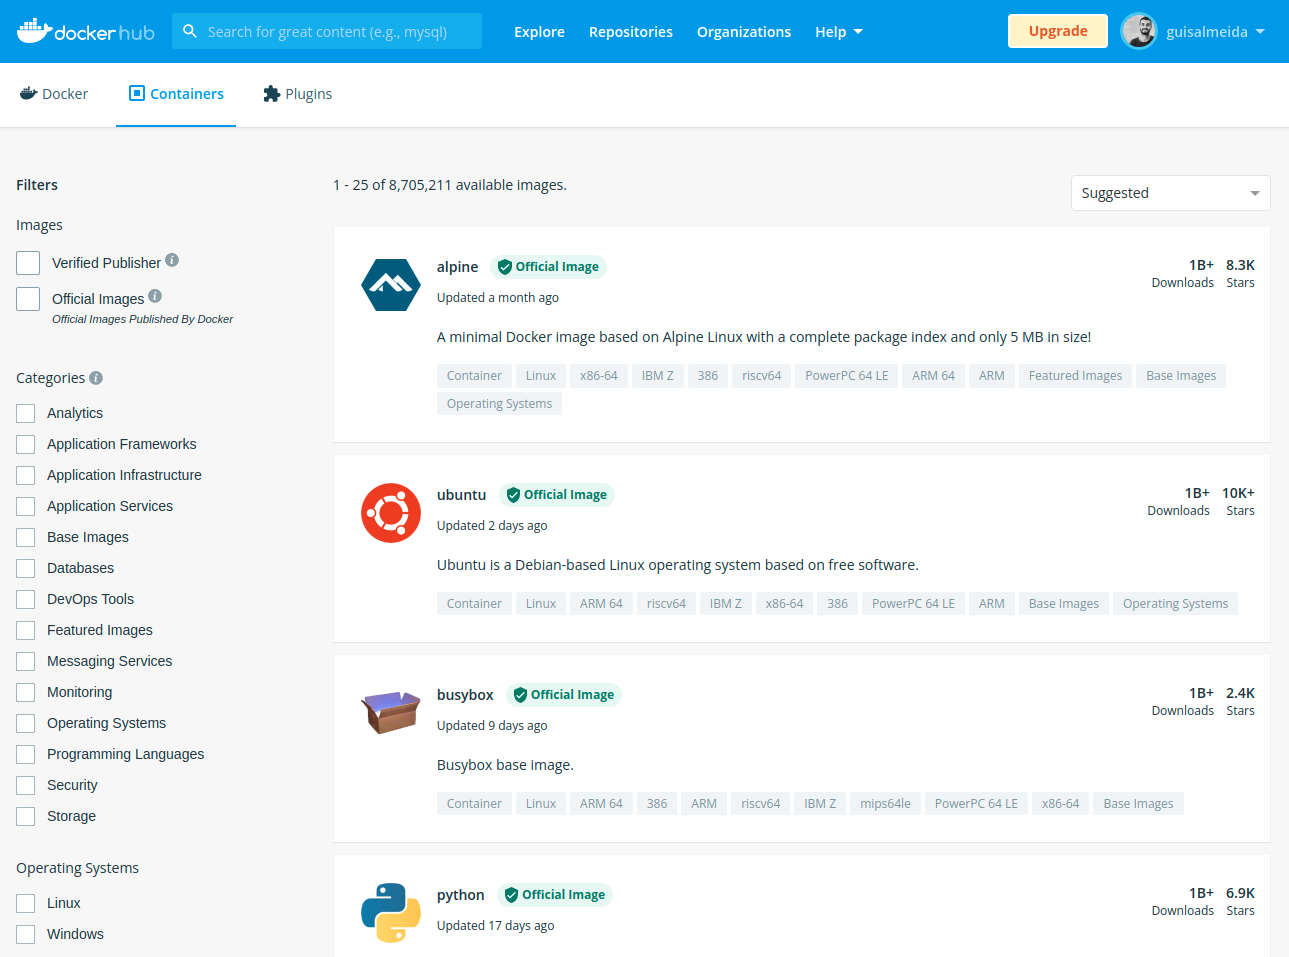 docker hub
Search for great content (e.g., mysql)
Explore Repositories Organizations Help
Upgrade
guisalmeida
Docker Containers Plugins
Filters
1 - 25 of 8,705,211 available images.
Suggested
Images
Verified Publisher
Official Images
Official Images Published By Docker
Categories
Analytics
Application Frameworks
Application Infrastructure
Application Services
Base Images
Databases
DevOps Tools
Featured Images
Messaging Services
Monitoring
Operating Systems
Programming Languages
Security
Storage
Operating Systems
Linux
Windows
alpine Official Image
1B+ 8.3K
Downloads Stars
Updated a month ago
A minimal Docker image based on Alpine Linux with a complete package index and only 5 MB in size!
Container Linux x86-64 IBM Z 386 riscv64 PowerPC 64 LE ARM 64 ARM Featured Images Base Images
Operating Systems
ubuntu Official Image
1B+ 10K+
Downloads Stars
Updated 2 days ago
Ubuntu is a Debian-based Linux operating system based on free software.
Container Linux ARM 64 riscv64 IBM Z x86-64 386 PowerPC 64 LE ARM Base Images Operating Systems
busybox Official Image
1B+ 2.4K
Downloads Stars
Updated 9 days ago
Busybox base image.
Container Linux ARM 64 386 ARM riscv64 IBM Z mips64le PowerPC 64 LE x86-64 Base Images
python Official Image
1B+ 6.9K
Downloads Stars
Updated 17 days ago